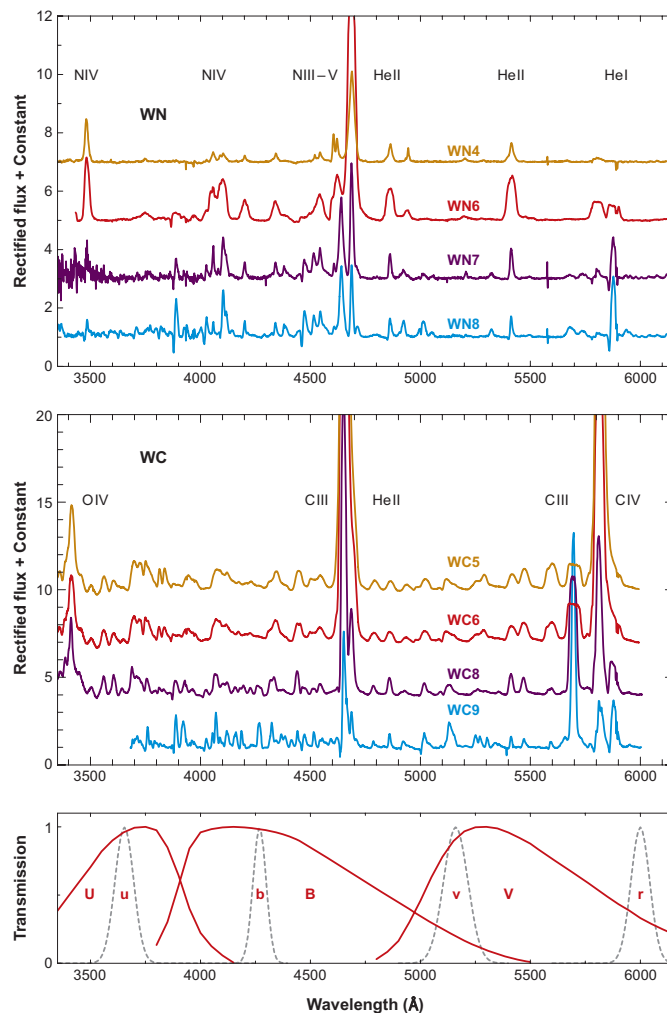 12
NIV
NIV
NIII–V
HeII
HeII
HeI
WN
10
8
WN4
6
WN6
4
WN7
2
WN8
0
Rectified flux + Constant
3500
4000
4500
5000
5500
6000
20
WC
OIV
CIII
HeII
CIII
CIV
15
WC5
10
WC6
5
WC8
WC9
0
Rectified flux + Constant
3500
4000
4500
5000
5500
6000
1
U
u
b
B
v
V
r
0
Transmission
3500
4000
4500
5000
5500
6000
Wavelength (Å)